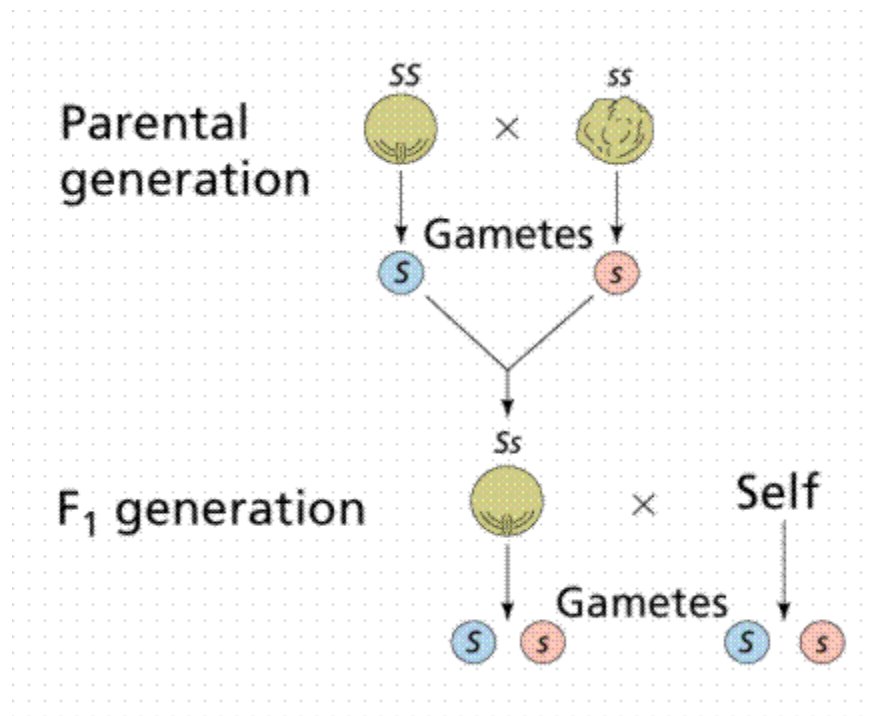 SS ss
Parental
generation
×
Gametes
S s
Ss
F₁ generation × Self
Gametes
S s S s